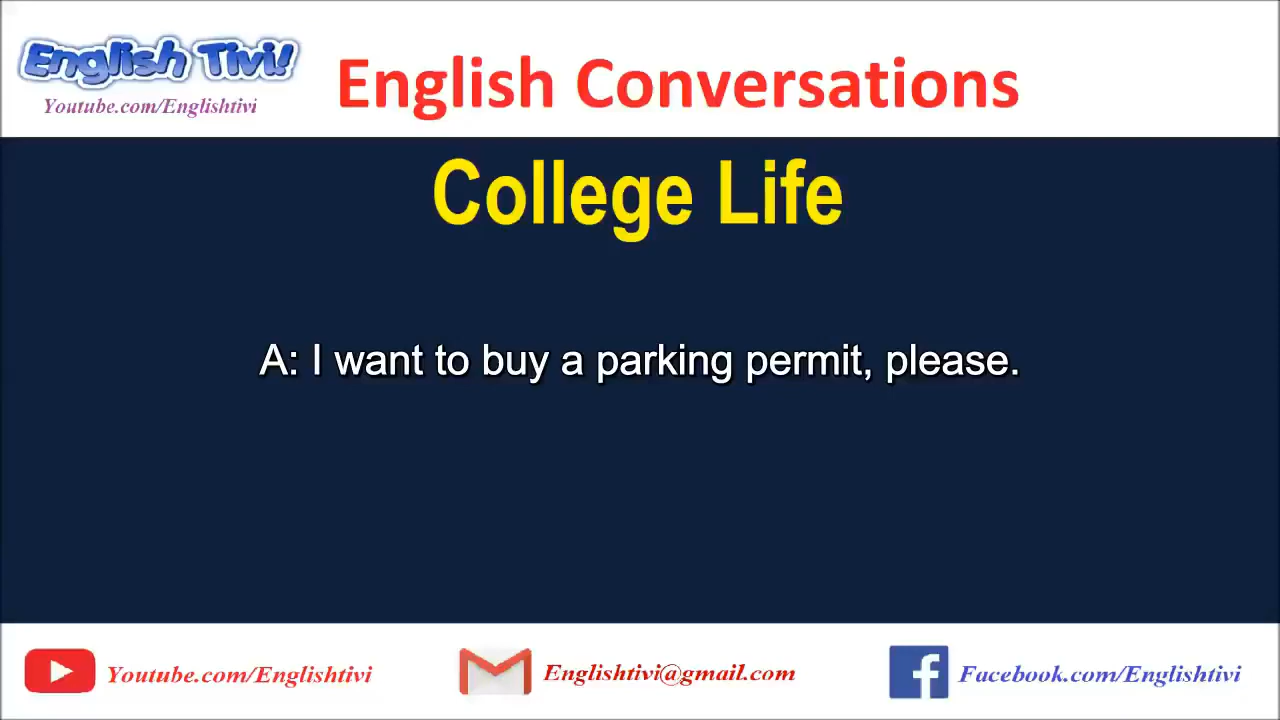 English Tivi!
Youtube.com/Englishtivi
English Conversations
College Life
A: I want to buy a parking permit, please.
Youtube.com/Englishtivi
Englishtivi@gmail.com
Facebook.com/Englishtivi